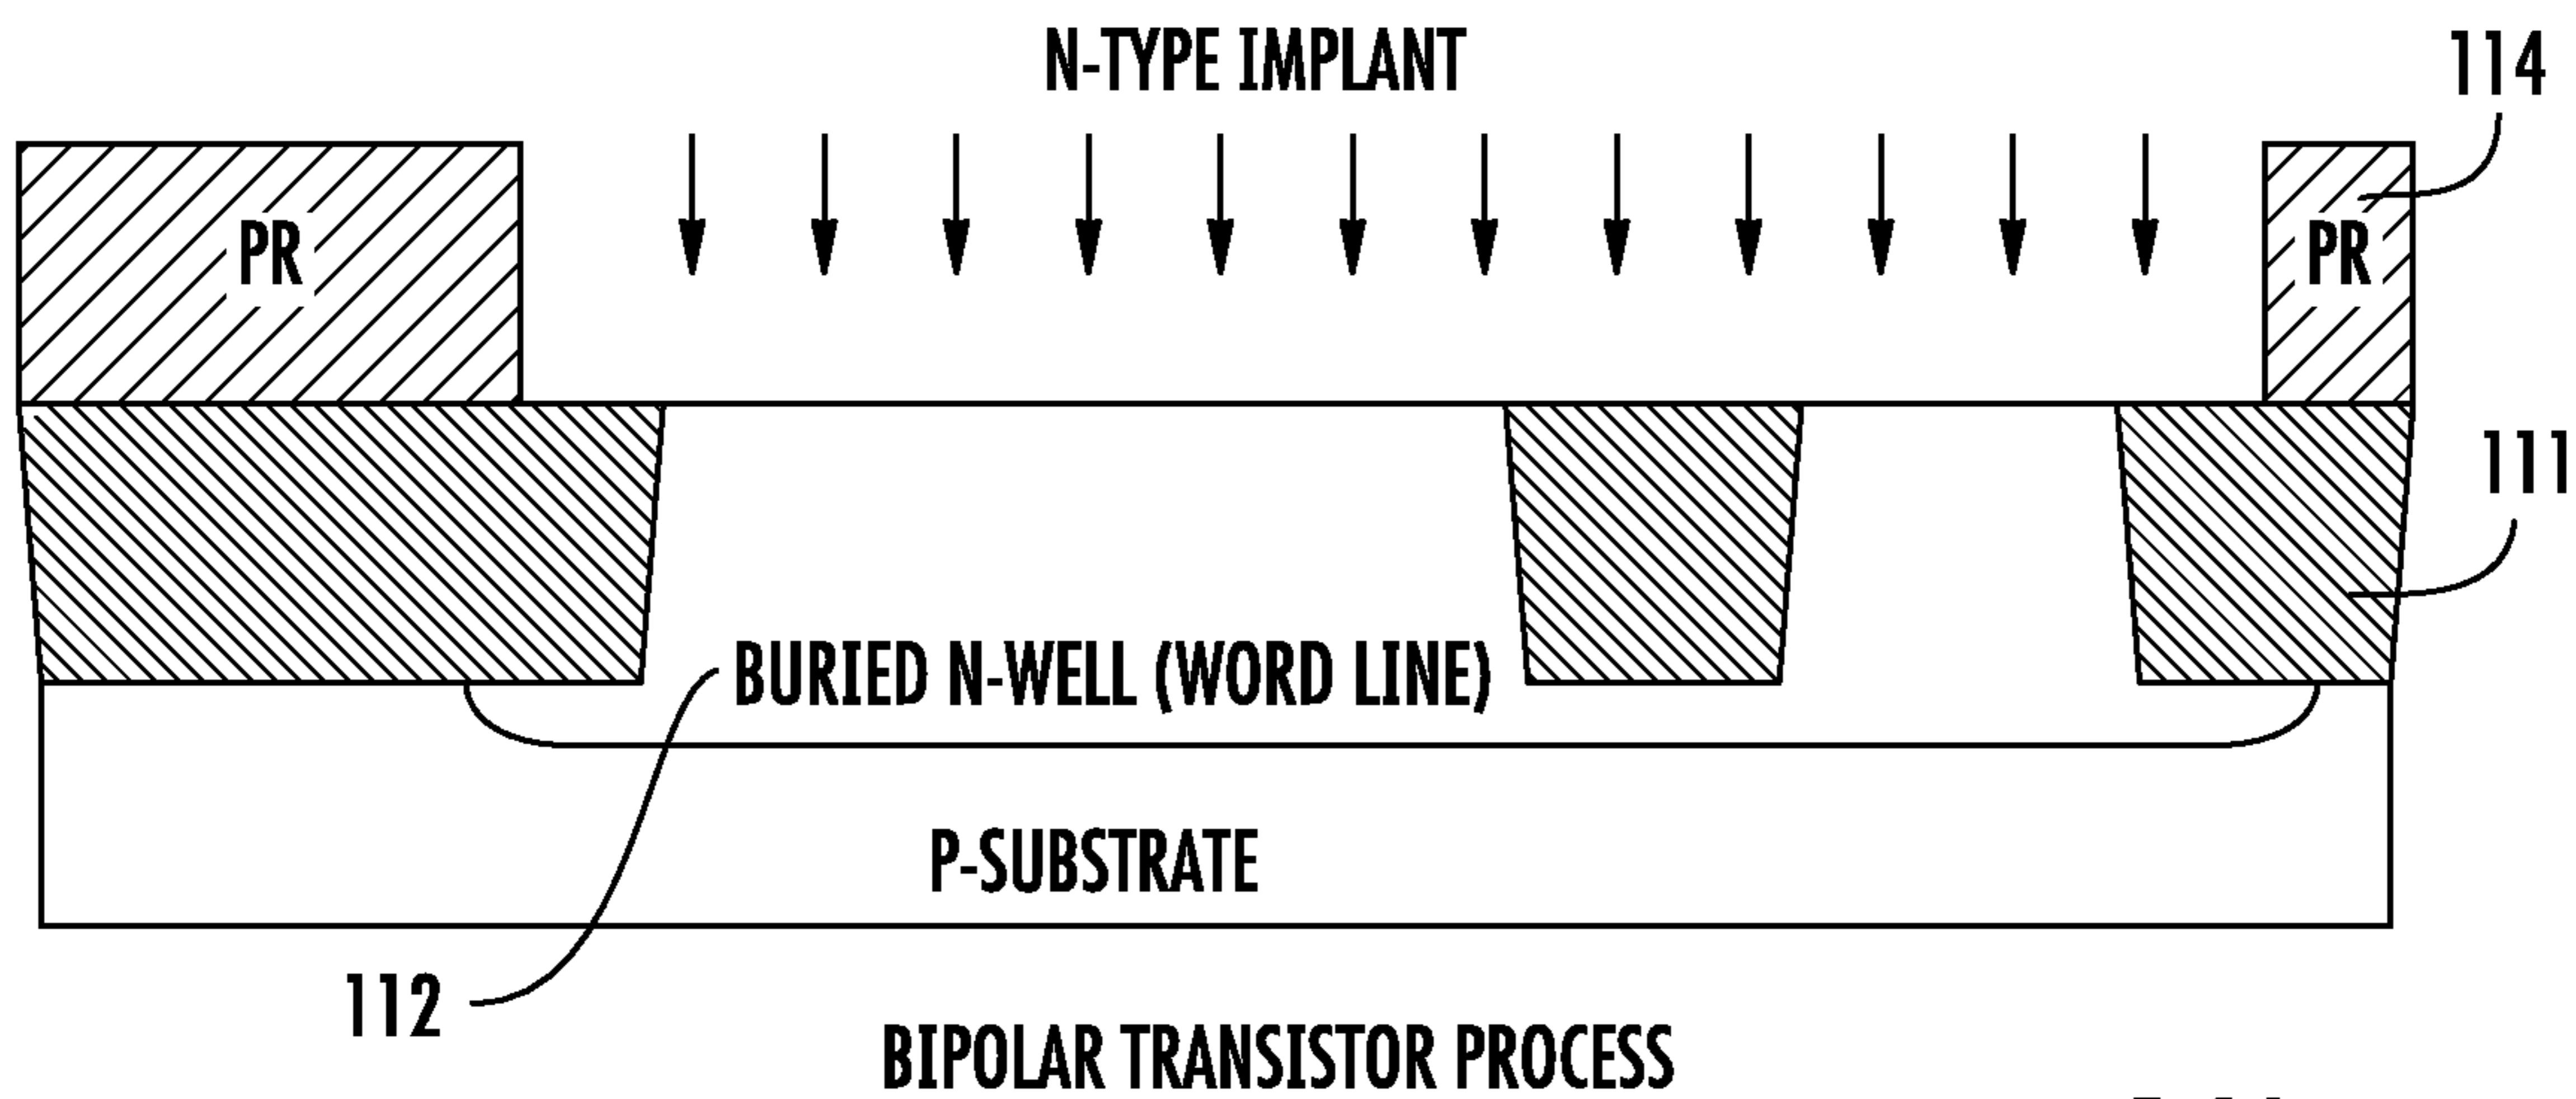 N-TYPE IMPLANT
114
PR
PR
111
BURIED N-WELL (WORD LINE)
P-SUBSTRATE
112
BIPOLAR TRANSISTOR PROCESS